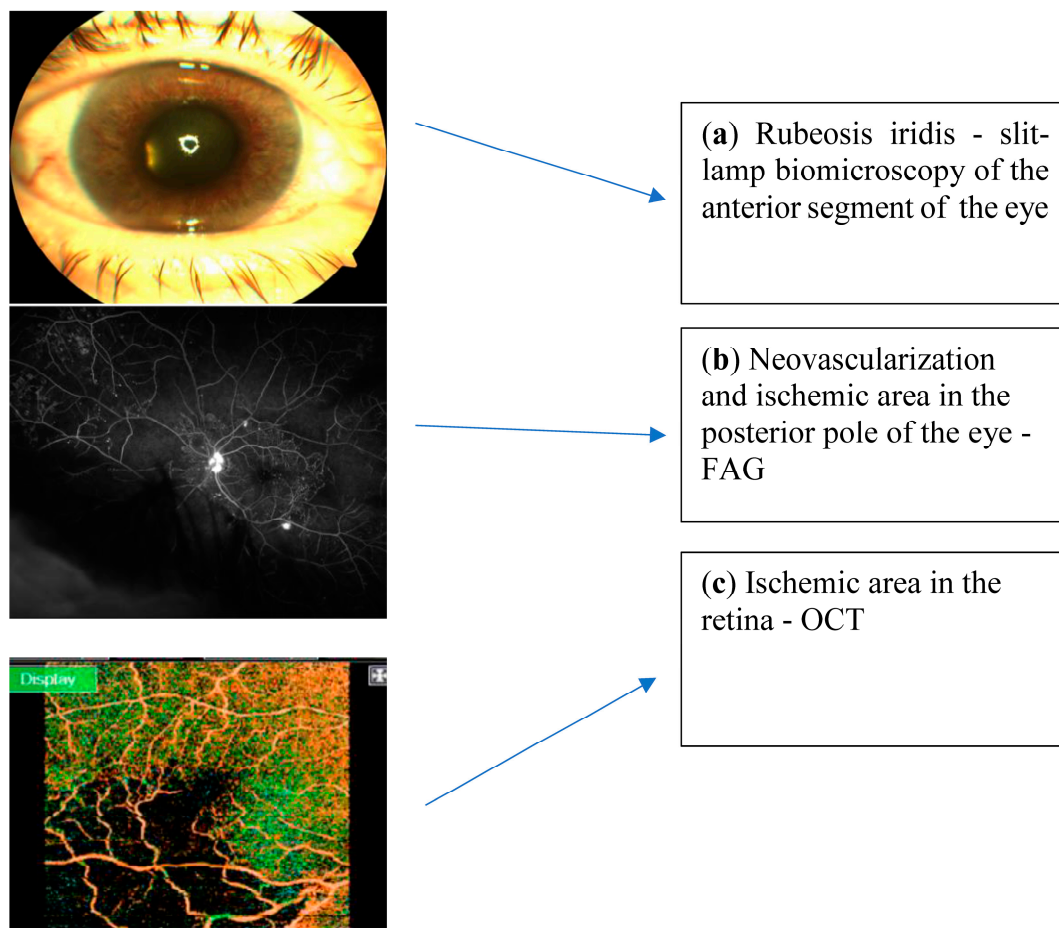 (a) Rubeosis iridis - slit-
lamp biomicroscopy of the
anterior segment of the eye
(b) Neovascularization
and ischemic area in the
posterior pole of the eye -
FAG
(c) Ischemic area in the
retina - OCT
Display